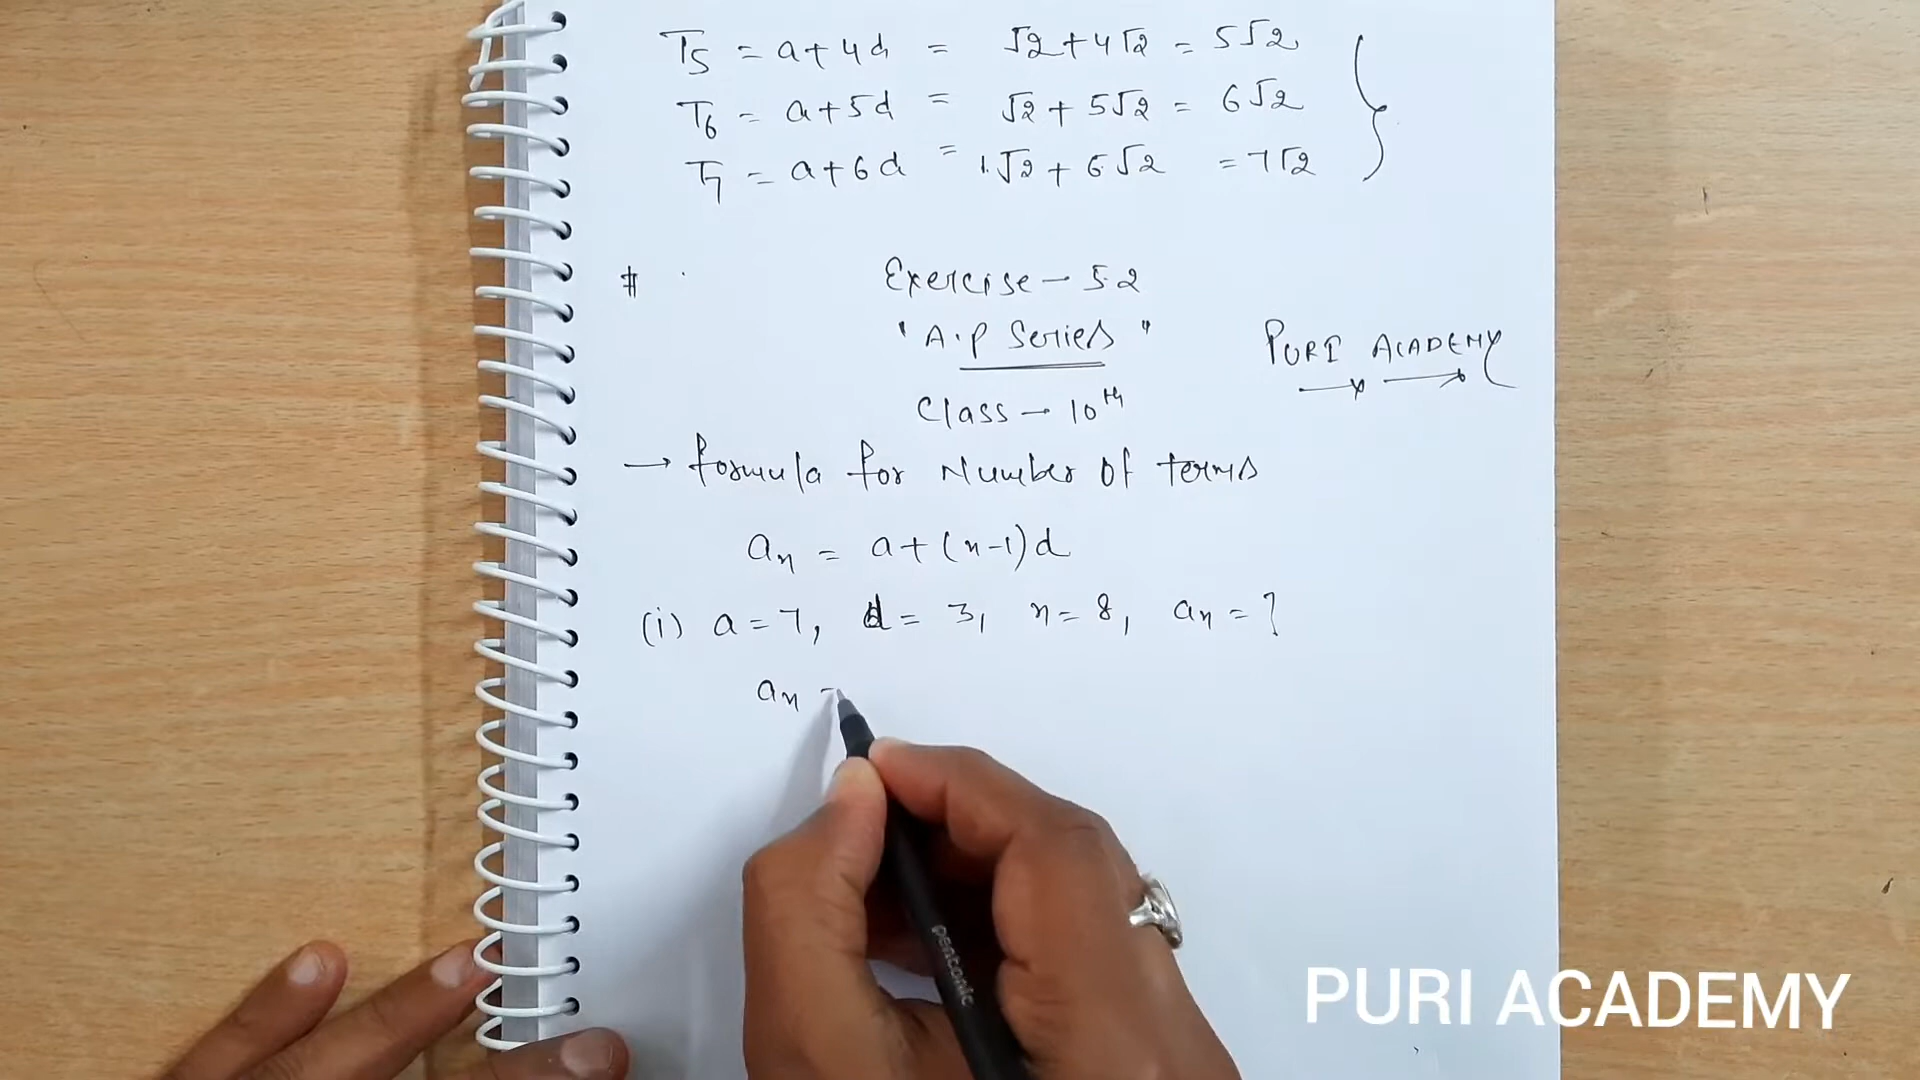 T5 = a+4d = √2+4√2 = 5√2
T6 = a+5d = √2+5√2 = 6√2
T7 = a+6d = 1.√2+6√2 = 7√2
# Exercise - 5.2
"A.P Series"
PURI ACADEMY
Class - 10th
→ formula for Number of terms
an = a+(n-1)d
(i) a=7, d=3, n=8, an=?
an =
pentonic
PURI ACADEMY